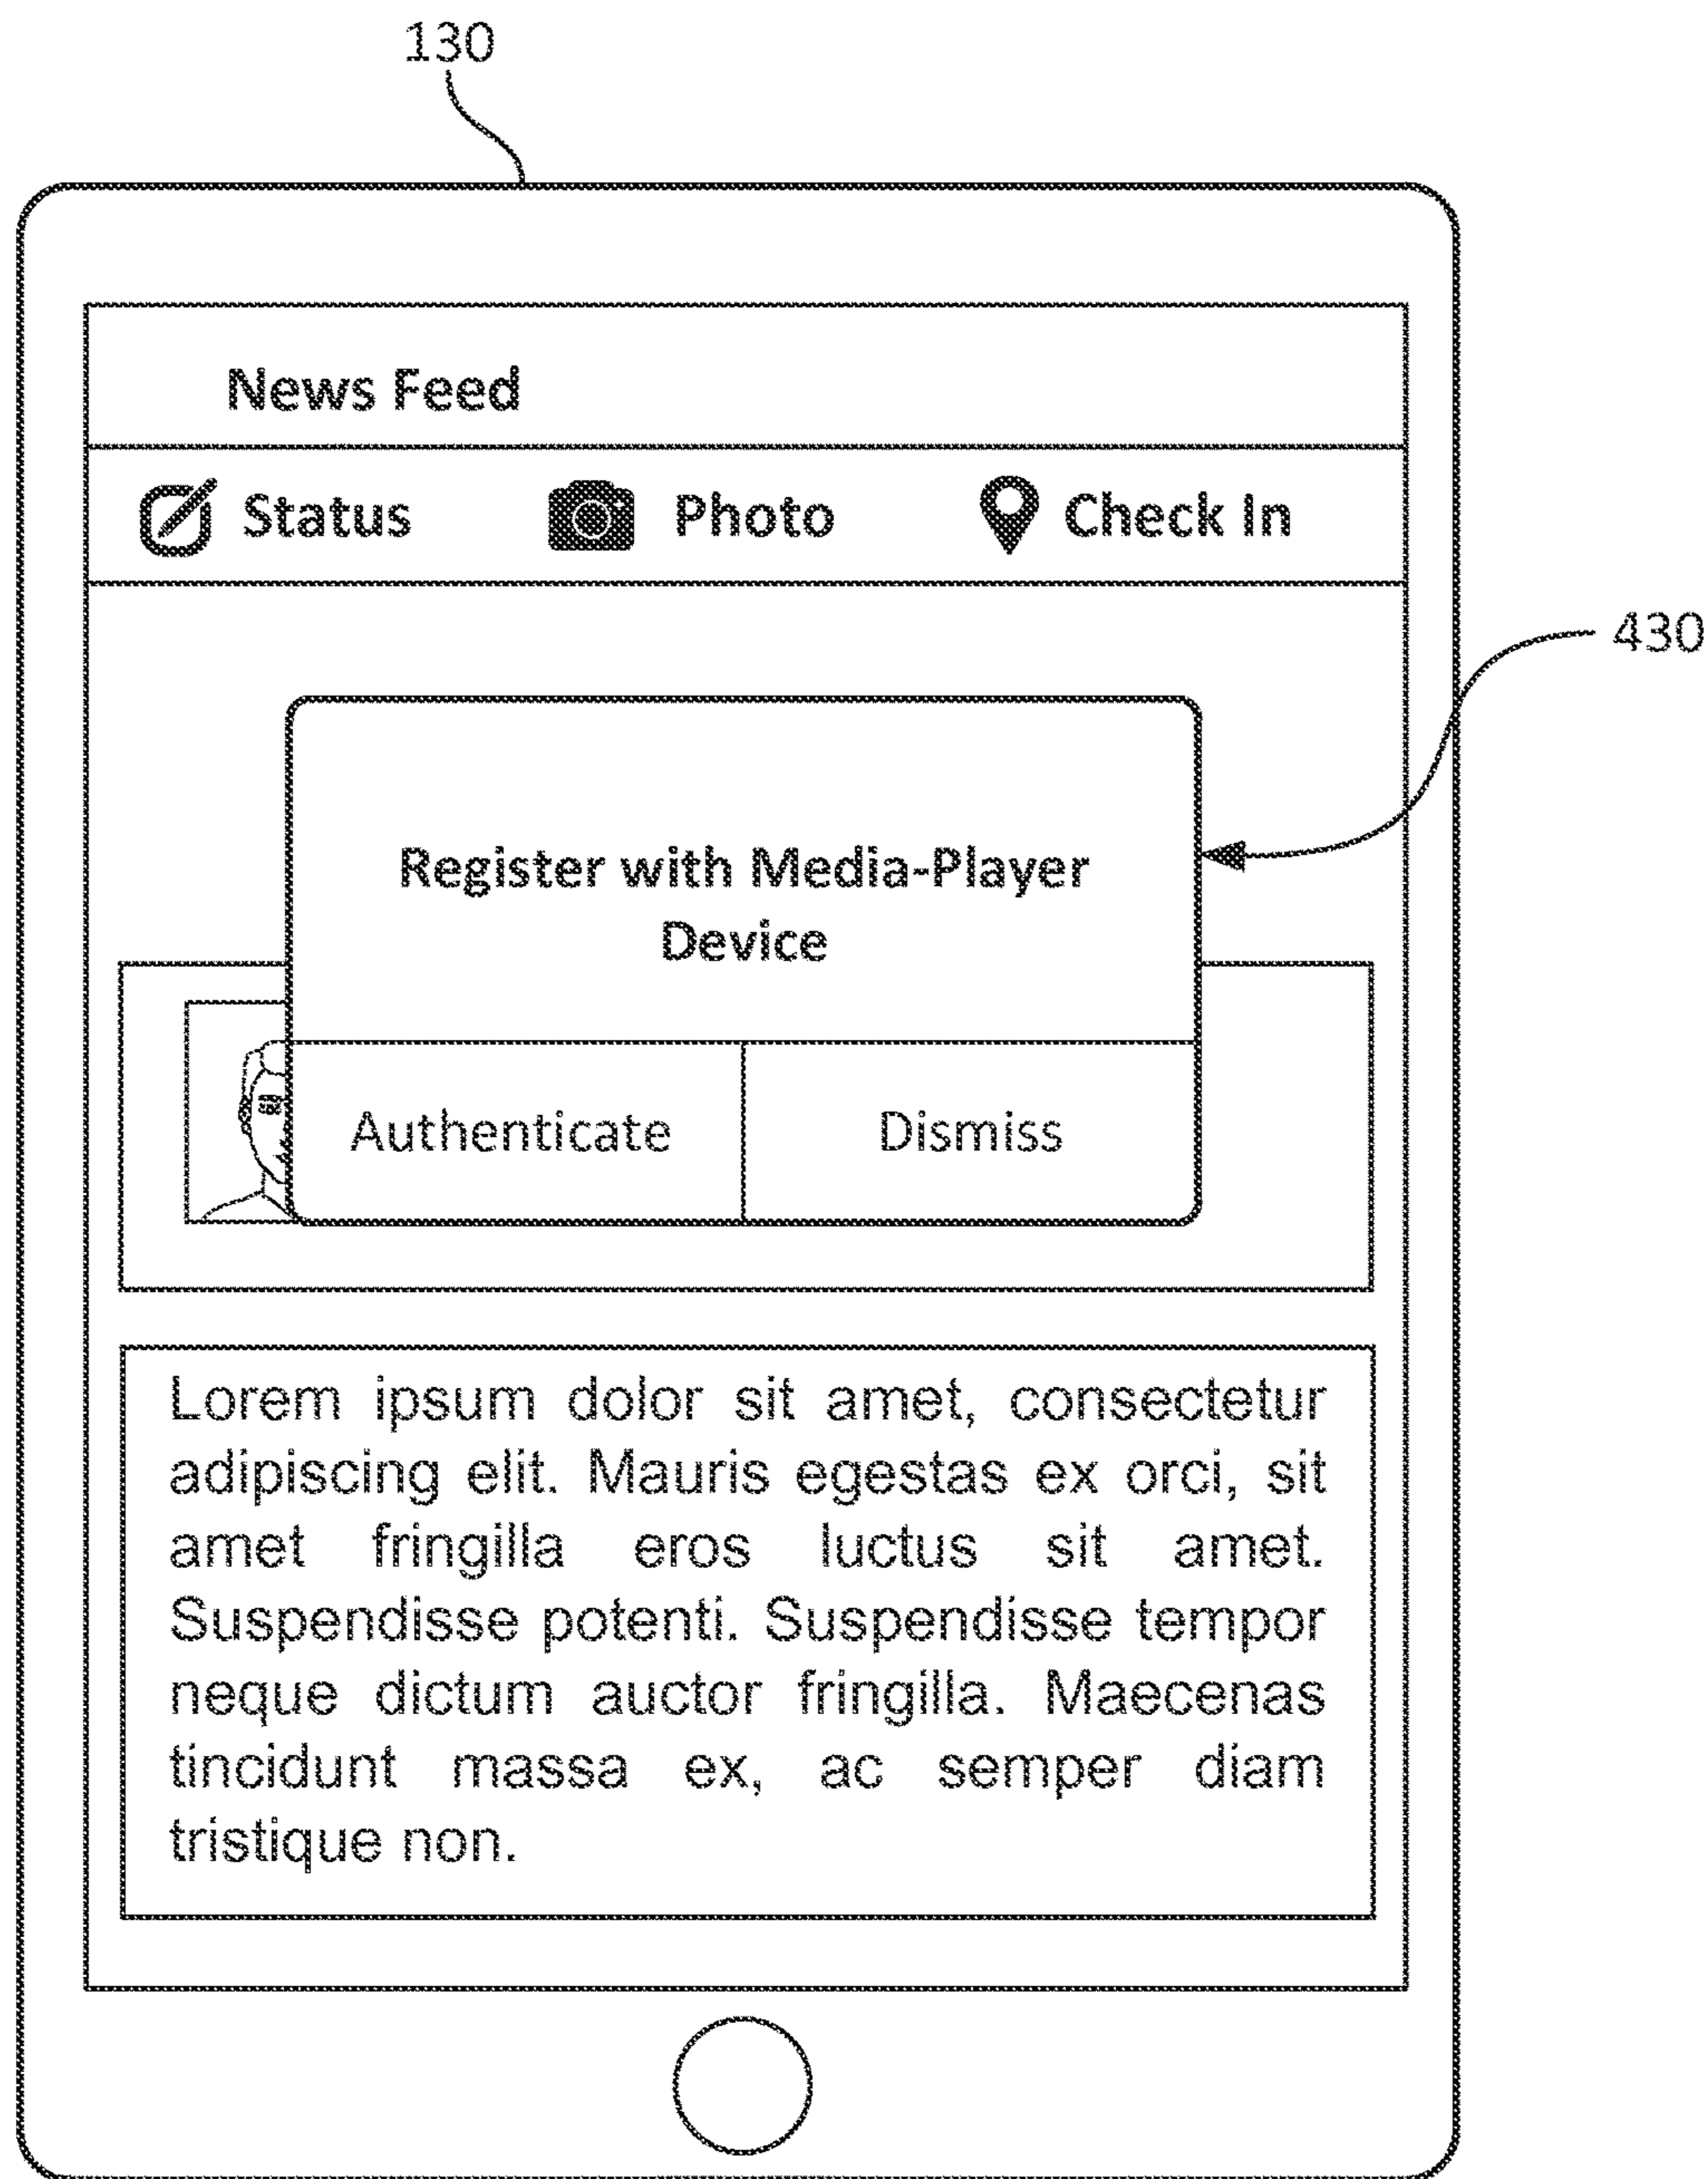 130
News Feed
Status Photo Check In
430
Register with Media-Player
Device
Authenticate Dismiss
Lorem ipsum dolor sit amet, consectetur
adipiscing elit. Mauris egestas ex orci, sit
amet fringilla eros luctus sit amet.
Suspendisse potenti. Suspendisse tempor
neque dictum auctor fringilla. Maecenas
tincidunt massa ex, ac semper diam
tristique non.